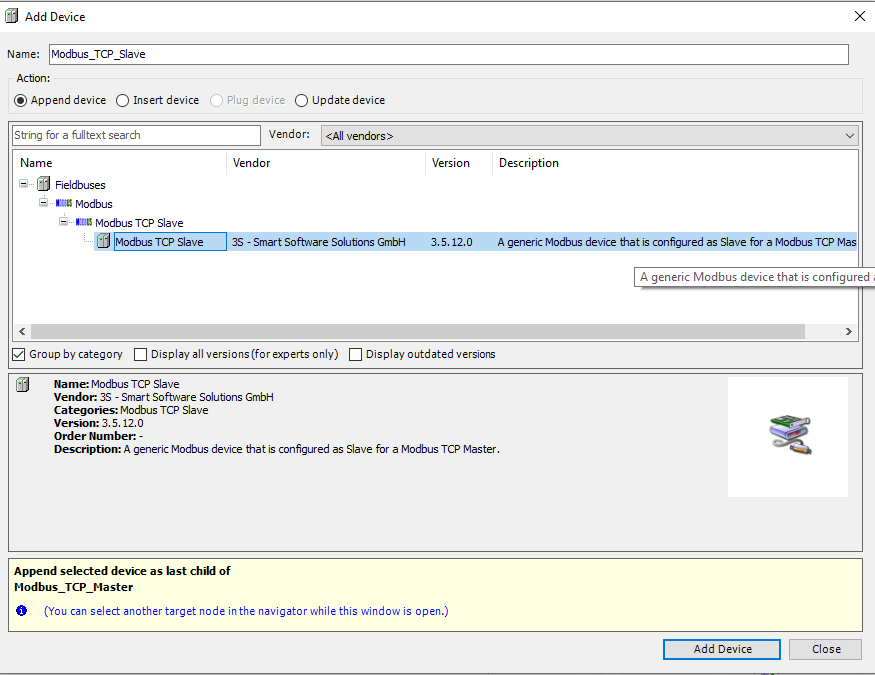 Add Device
Name: Modbus_TCP_Slave
Action:
Append device Insert device Plug device Update device
String for a fulltext search Vendor: <All vendors>
Name Vendor Version Description
Fieldbuses
Modbus
Modbus TCP Slave
Modbus TCP Slave 3S - Smart Software Solutions GmbH 3.5.12.0 A generic Modbus device that is configured as Slave for a Modbus TCP Mas
A generic Modbus device that is configured
Group by category Display all versions (for experts only) Display outdated versions
Name: Modbus TCP Slave
Vendor: 3S - Smart Software Solutions GmbH
Categories: Modbus TCP Slave
Version: 3.5.12.0
Order Number: -
Description: A generic Modbus device that is configured as Slave for a Modbus TCP Master.
Append selected device as last child of
Modbus_TCP_Master
(You can select another target node in the navigator while this window is open.)
Add Device Close